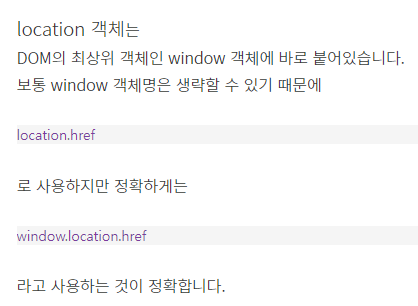 location 객체는
DOM의 최상위 객체인 window 객체에 바로 붙어있습니다.
보통 window 객체명은 생략할 수 있기 때문에
location.href
로 사용하지만 정확하게는
window.location.href
라고 사용하는 것이 정확합니다.